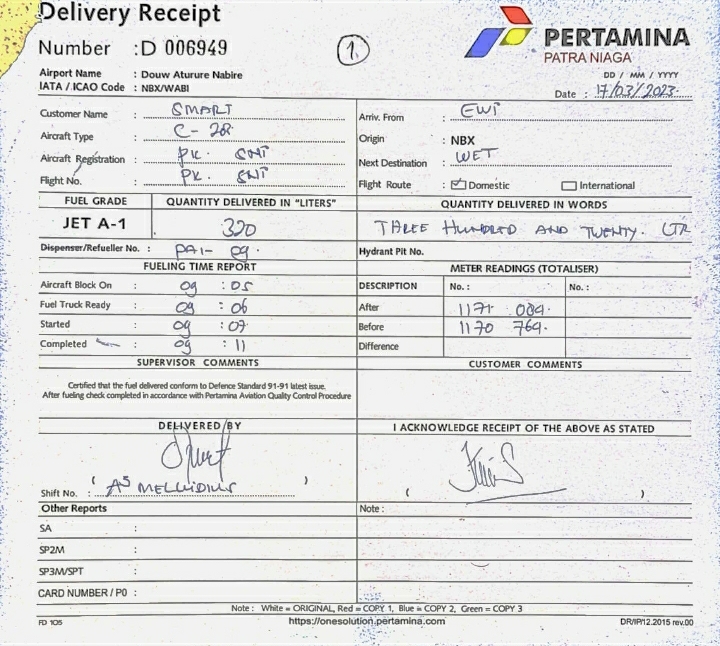 Delivery Receipt
Number :D 006949
1.
PERTAMINA
PATRA NIAGA
Airport Name : Douw Aturure Nabire
IATA / ICAO Code : NBX/WABI
DD / MM / YYYY
Date : 17/03/2023
Customer Name : SMART
Aircraft Type : C-28
Aircraft Registration : PK. SNI
Flight No. : PK. SNI
Arriv. From : EWI
Origin : NBX
Next Destination : WET
Flight Route : Domestic International
FUEL GRADE QUANTITY DELIVERED IN "LITERS" QUANTITY DELIVERED IN WORDS
JET A-1 320 THREE HUNDRED AND TWENTY. LTR
Dispenser/Refueller No. : PAI-09. Hydrant Pit No.
FUELING TIME REPORT METER READINGS (TOTALISER)
Aircraft Block On 09 : 05 DESCRIPTION No. : No. :
Fuel Truck Ready 09 : 06 After 1171 084.
Started 09 : 07 Before 1170 764.
Completed 09 : 11 Difference
SUPERVISOR COMMENTS CUSTOMER COMMENTS
Certified that the fuel delivered conform to Defence Standard 91-91 latest issue.
After fueling check completed in accordance with Pertamina Aviation Quality Control Procedure
DELIVERED BY I ACKNOWLEDGE RECEIPT OF THE ABOVE AS STATED
Shift No. :
Other Reports Note :
SA :
SP2M :
SP3M/SPT :
CARD NUMBER / PO :
Note : White = ORIGINAL, Red = COPY 1, Blue = COPY 2, Green = COPY 3
FD 105 https://onesolution.pertamina.com DR/IP/12.2015 rev.00